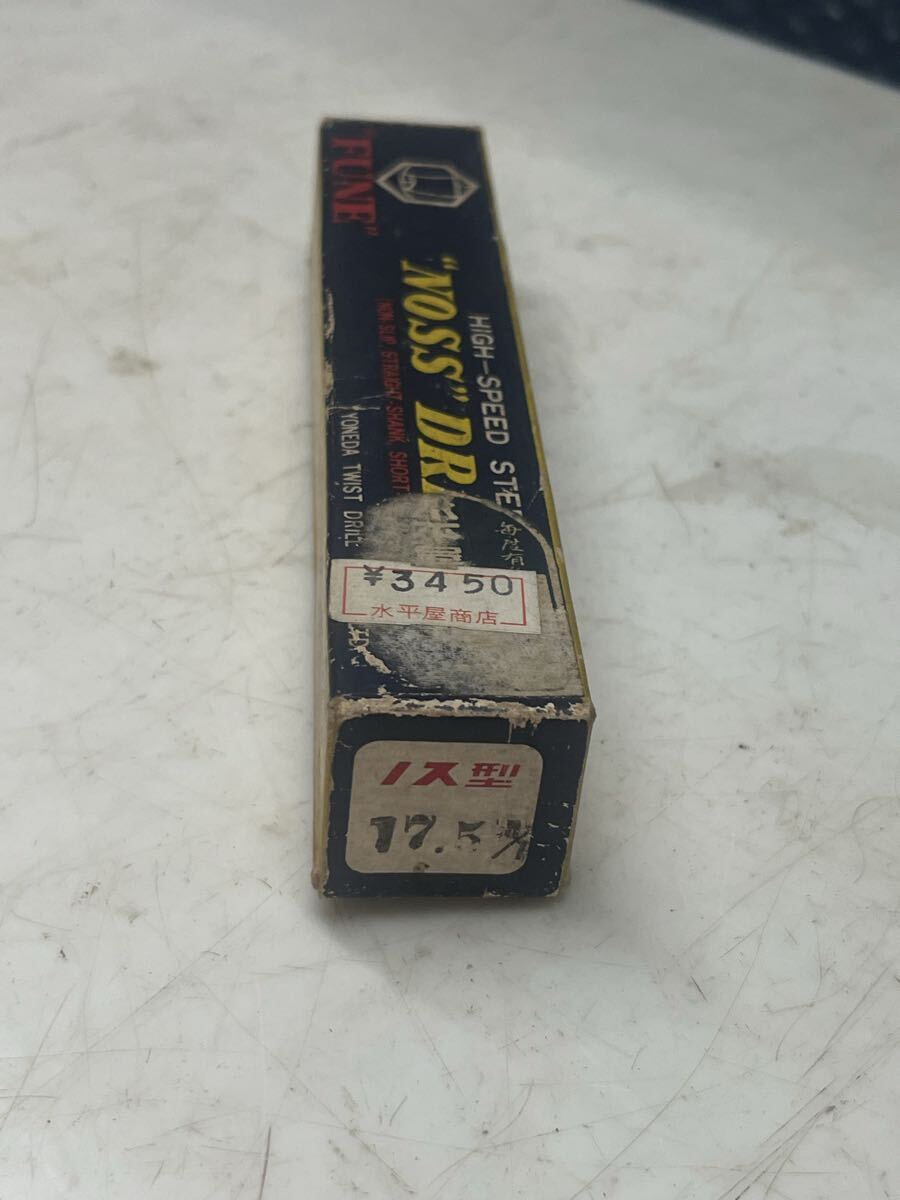 "FUNE"
HIGH-SPEED STE
"NOSS" DR
(NON SLIP, STRAIGHT SHANK, SHORT
YONEDA TWIST DRILL
¥3450
水平屋商店
ノス型
17.5